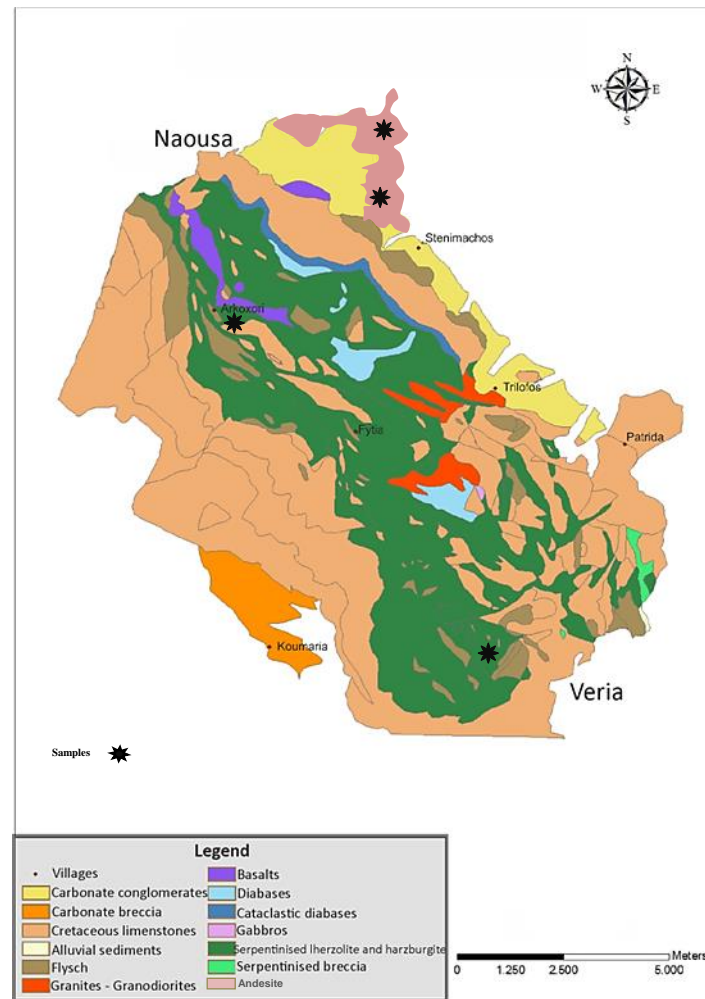 N
W E
S
Naousa
Stenimachos
Arkoxori
Trilofos
Fytia
Patrida
Koumaria
Veria
Samples
Legend
Villages
Carbonate conglomerates
Carbonate breccia
Cretaceous limenstones
Alluvial sediments
Flysch
Granites - Granodiorites
Basalts
Diabases
Cataclastic diabases
Gabbros
Serpentinised lherzolite and harzburgite
Serpentinised breccia
Andesite
Meters
0 1.250 2.500 5.000